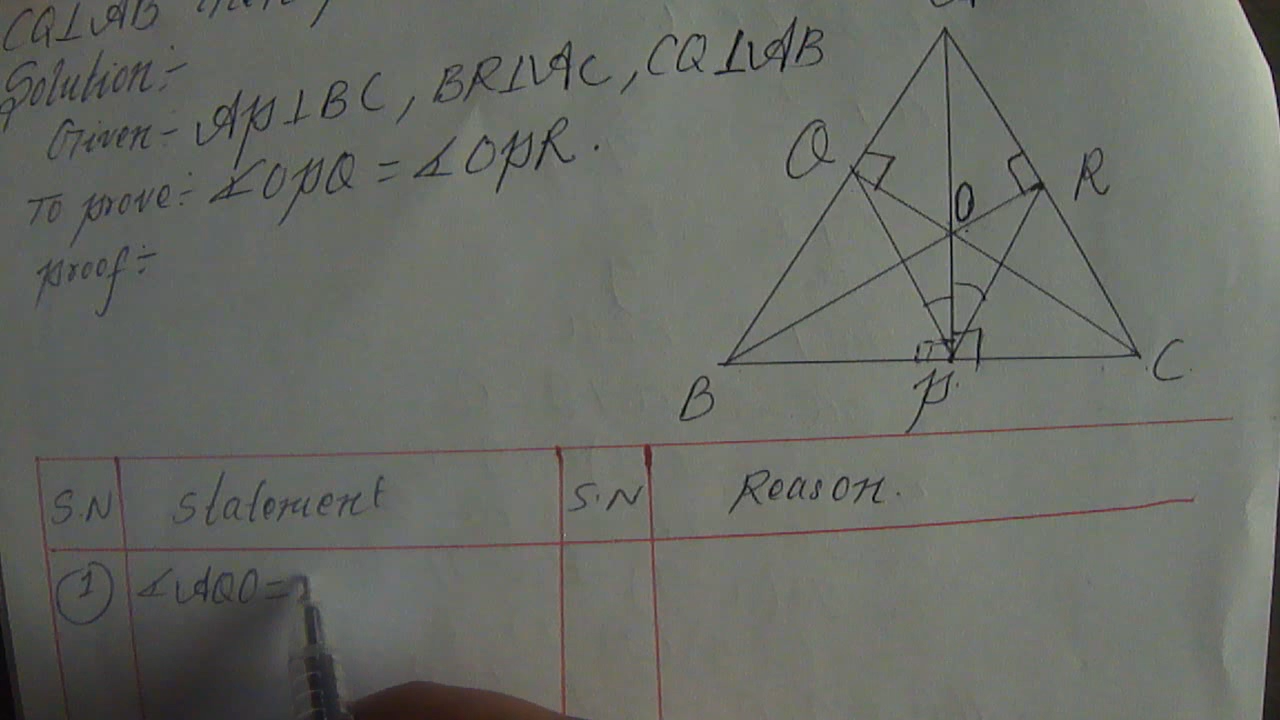 CQ⊥AB
Solution:-
Given:- AP⊥BC, BR⊥AC, CQ⊥AB
To prove:- ∡OPQ = ∡OPR.
proof:-
Q
O
R
B
P
C
S.N Statement S.N Reason.
① ∡AQO=